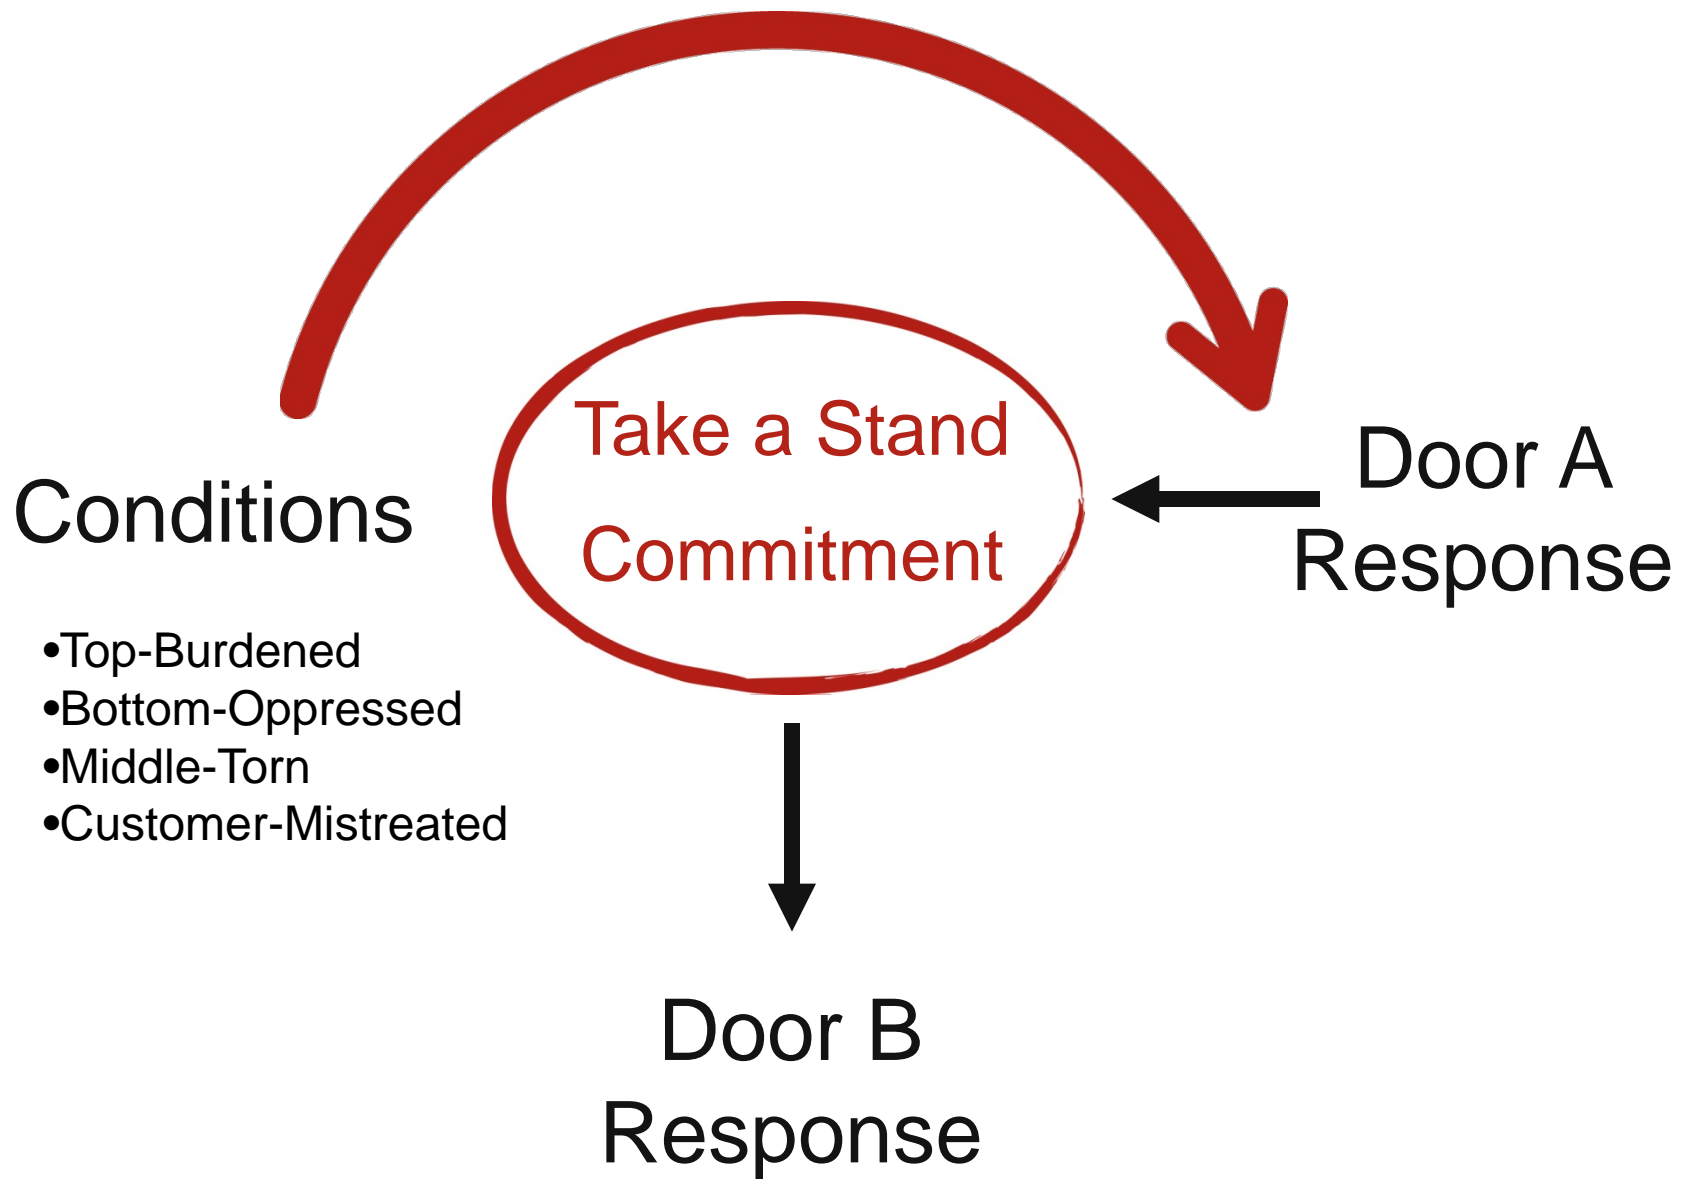 Take a Stand
Commitment
Conditions
•Top-Burdened
•Bottom-Oppressed
•Middle-Torn
•Customer-Mistreated
Door A
Response
Door B
Response